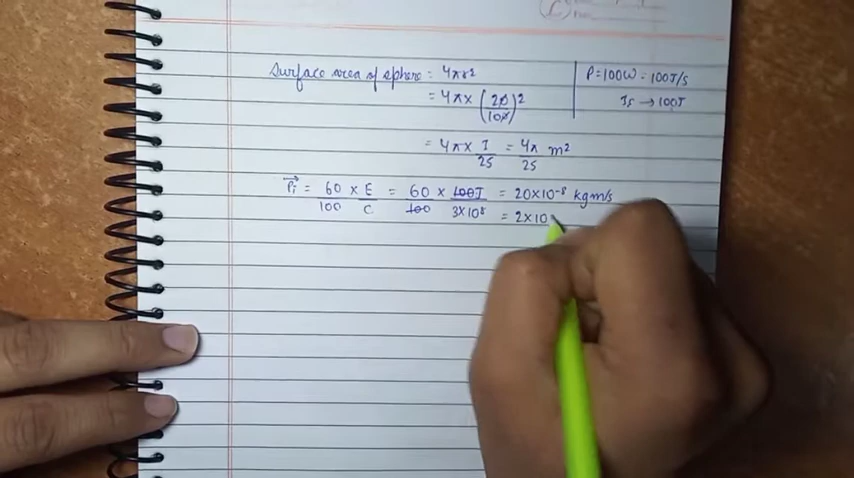 (C)
Surface area of sphere = 4πr²
P = 100W = 100J/s
= 4π × (20/100)²
1s → 100J
= 4π × 1/25 = 4π/25 m²
P⃗ᵢ = 60/100 × E/C = 60/100 × 100J/3×10⁸ = 20×10⁻⁸ kgm/s
= 2×10